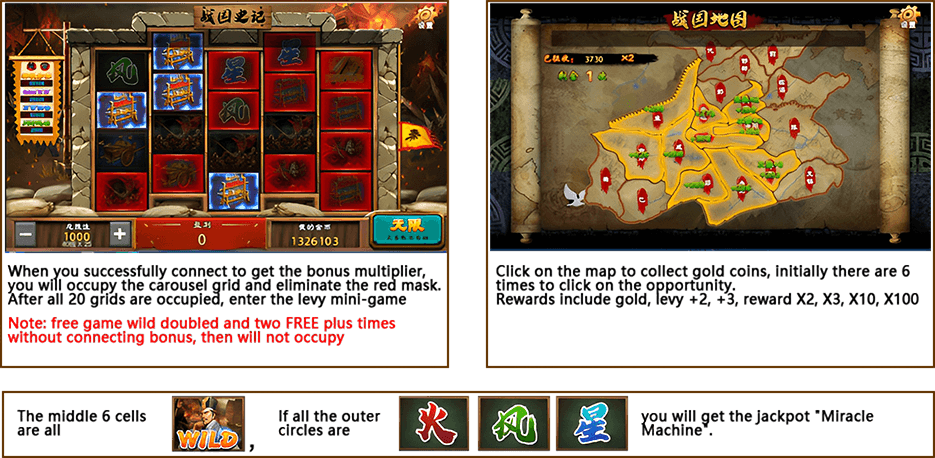 战国史记
设置
风
星
星
风
1000
盈利
0
我的金币
1326103
无限
When you successfully connect to get the bonus multiplier,
you will occupy the carousel grid and eliminate the red mask.
After all 20 grids are occupied, enter the levy mini-game
Note: free game wild doubled and two FREE plus times
without connecting bonus, then will not occupy
战国地图
设置
3730 X2
1
Click on the map to collect gold coins, initially there are 6
times to click on the opportunity.
Rewards include gold, levy +2, +3, reward X2, X3, X10, X100
The middle 6 cells
are all
WILD
,
If all the outer
circles are
火 风 星
you will get the jackpot "Miracle
Machine".